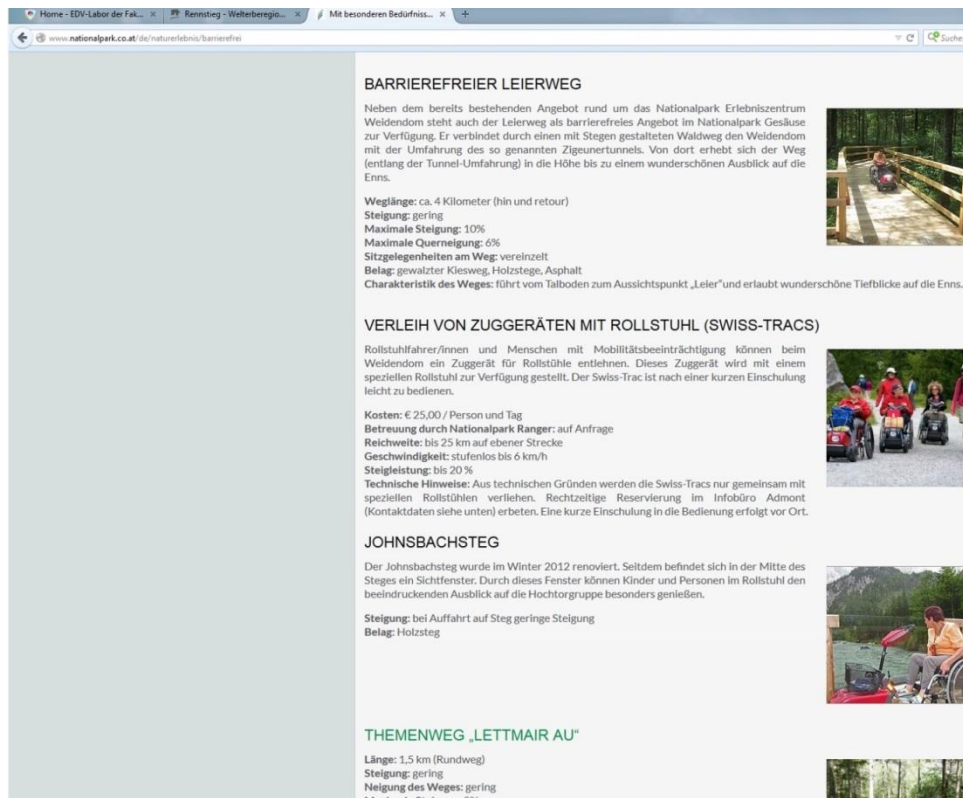 Home - EDV-Labor der Fak...
Rennstieg - Welterberegio...
Mit besonderen Bedürfniss...
www.nationalpark.co.at/de/naturerlebnis/barrierefrei
Suche
BARRIEREFREIER LEIERWEG
Neben dem bereits bestehenden Angebot rund um das Nationalpark Erlebniszentrum
Weidendom steht auch der Leierweg als barrierefreies Angebot im Nationalpark Gesäuse
zur Verfügung. Er verbindet durch einen mit Stegen gestalteten Waldweg den Weidendom
mit der Umfahrung des so genannten Zigeunertunnels. Von dort erhebt sich der Weg
(entlang der Tunnel-Umfahrung) in die Höhe bis zu einem wunderschönen Ausblick auf die
Enns.
Weglänge: ca. 4 Kilometer (hin und retour)
Steigung: gering
Maximale Steigung: 10%
Maximale Querneigung: 6%
Sitzgelegenheiten am Weg: vereinzelt
Belag: gewalzter Kiesweg, Holzstege, Asphalt
Charakteristik des Weges: führt vom Talboden zum Aussichtspunkt „Leier"und erlaubt wunderschöne Tiefblicke auf die Enns.
VERLEIH VON ZUGGERÄTEN MIT ROLLSTUHL (SWISS-TRACS)
Rollstuhlfahrer/innen und Menschen mit Mobilitätsbeeinträchtigung können beim
Weidendom ein Zuggerät für Rollstühle entlehnen. Dieses Zuggerät wird mit einem
speziellen Rollstuhl zur Verfügung gestellt. Der Swiss-Trac ist nach einer kurzen Einschulung
leicht zu bedienen.
Kosten: € 25,00 / Person und Tag
Betreuung durch Nationalpark Ranger: auf Anfrage
Reichweite: bis 25 km auf ebener Strecke
Geschwindigkeit: stufenlos bis 6 km/h
Steigleistung: bis 20 %
Technische Hinweise: Aus technischen Gründen werden die Swiss-Tracs nur gemeinsam mit
speziellen Rollstühlen verliehen. Rechtzeitige Reservierung im Infobüro Admont
(Kontaktdaten siehe unten) erbeten. Eine kurze Einschulung in die Bedienung erfolgt vor Ort.
JOHNSBACHSTEG
Der Johnsbachsteg wurde im Winter 2012 renoviert. Seitdem befindet sich in der Mitte des
Steges ein Sichtfenster. Durch dieses Fenster können Kinder und Personen im Rollstuhl den
beeindruckenden Ausblick auf die Hochtorgruppe besonders genießen.
Steigung: bei Auffahrt auf Steg geringe Steigung
Belag: Holzsteg
THEMENWEG „LETTMAIR AU"
Länge: 1,5 km (Rundweg)
Steigung: gering
Neigung des Weges: gering